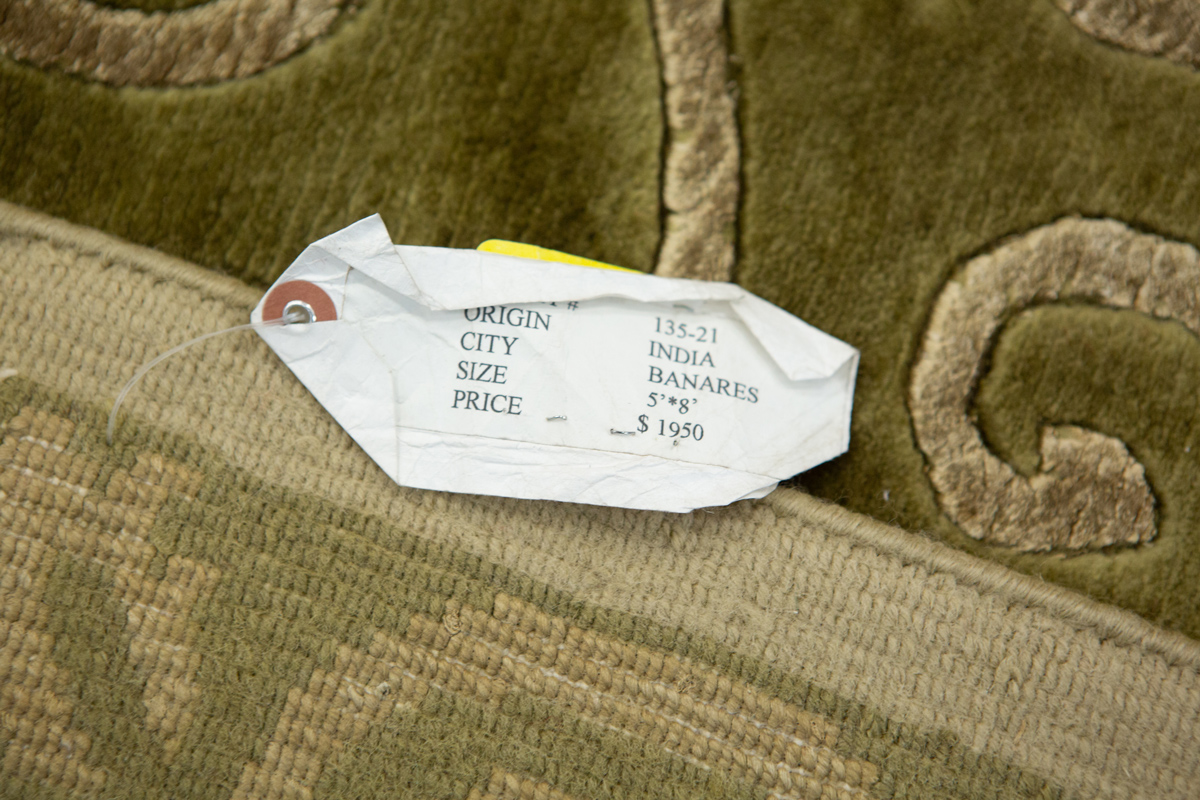 # 135-21
ORIGIN INDIA
CITY BANARES
SIZE 5'*8'
PRICE $ 1950